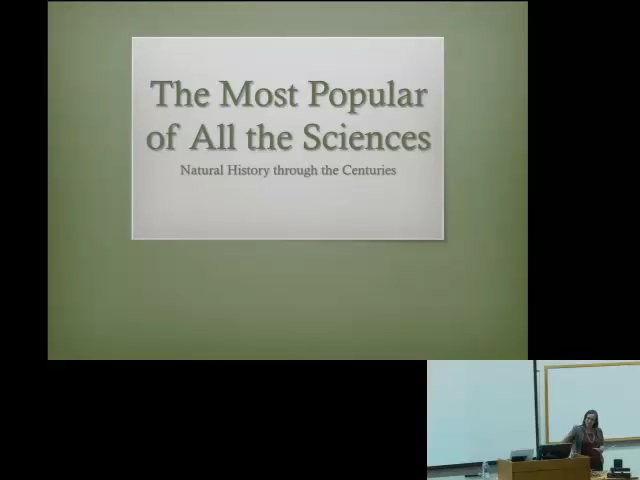 The Most Popular
of All the Sciences
Natural History through the Centuries